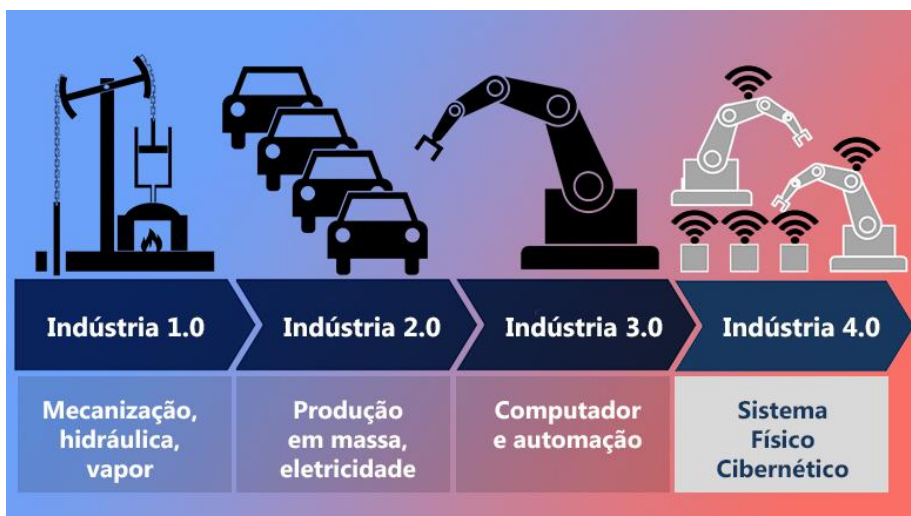 Indústria 1.0
Indústria 2.0
Indústria 3.0
Indústria 4.0
Mecanização,
hidráulica,
vapor
Produção
em massa,
eletricidade
Computador
e automação
Sistema
Físico
Cibernético